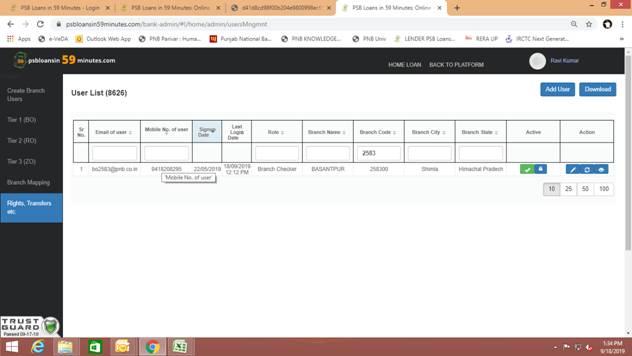 PSB Loans in 59 Minutes - Login
PSB Loans in 59 Minutes Online
PSB Loans in 59 Minutes Online
psbloansin59minutes.com/bank-admin/#!/home/admin/usersMngmnt
Apps
e-VeDA
Outlook Web App
PNB Parivar : Huma...
Punjab National Ba...
PNB KNOWLEDGE...
PNB Univ
LENDER PSB Loans...
RERA UP
IRCTC Next Generat...
psbloansin 59 minutes.com
HOME LOAN
BACK TO PLATFORM
Ravi Kumar
Create Branch
Users
Tier 1 (BO)
Tier 2 (RO)
Tier 3 (ZO)
Branch Mapping
Rights, Transfers
etc.
User List (8626)
Add User
Download
Sr No.
Email of user
Mobile No. of user
Signup Date
Last Login Date
Role
Branch Name
Branch Code
Branch City
Branch State
Active
Action
2583
1
bo2583@pnb.co.in
9418208295
22/05/2019
18/09/2019 12:12 PM
Branch Checker
BASANTPUR
258300
Shimla
Himachal Pradesh
'Mobile No. of user'
10
25
50
100
TRUST
GUARD
Passed 09-17-18
1:34 PM
9/18/2019